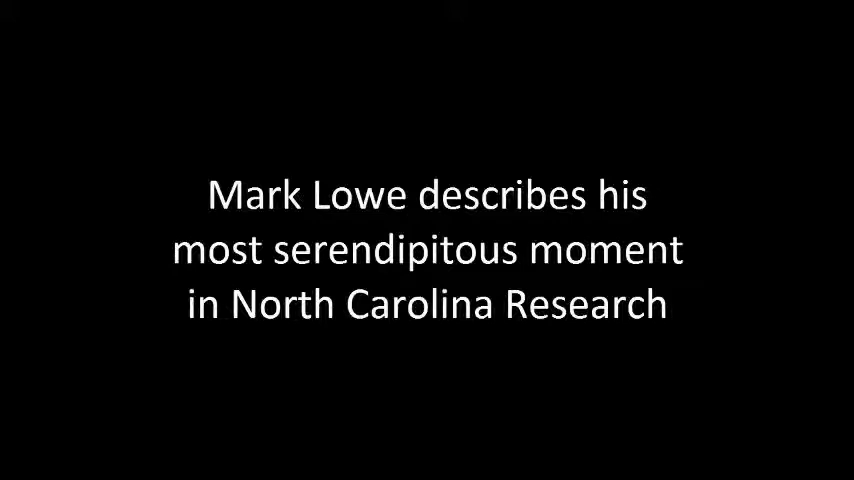 Mark Lowe describes his
most serendipitous moment
in North Carolina Research